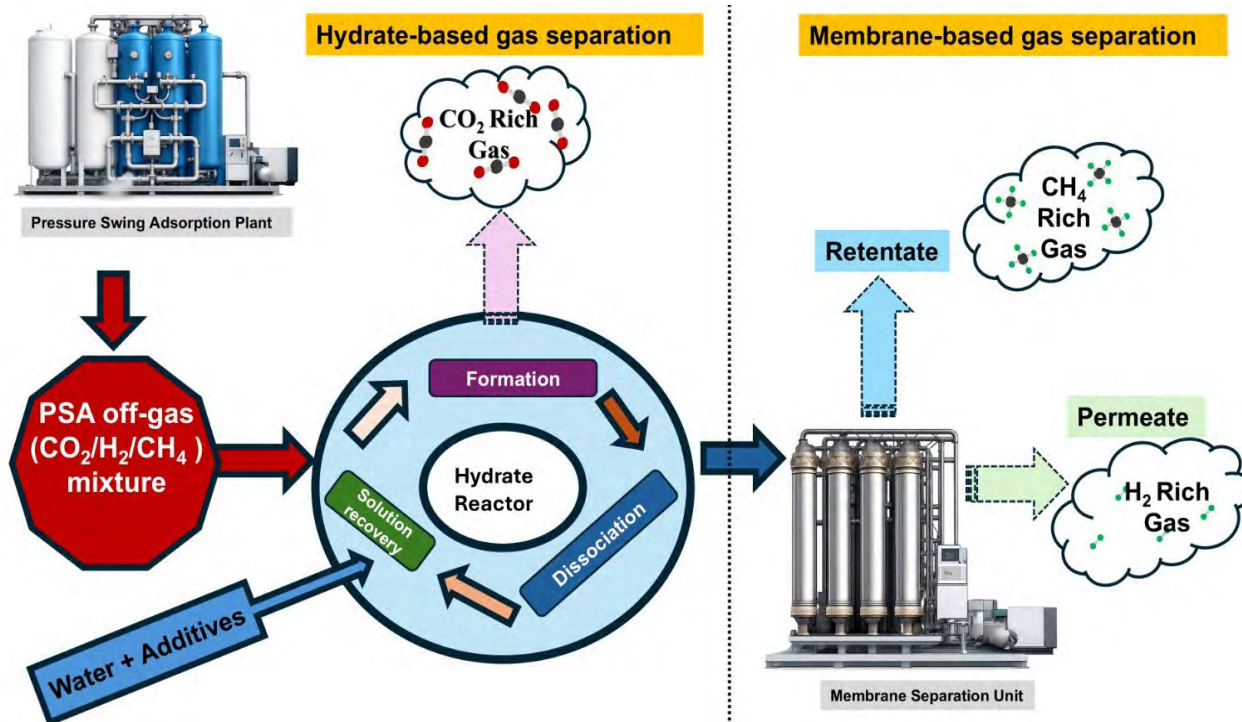 Hydrate-based gas separation
Membrane-based gas separation
CO₂ Rich
Gas
CH₄
Rich
Gas
Pressure Swing Adsorption Plant
Retentate
Formation
PSA off-gas
(CO₂/H₂/CH₄ )
mixture
Hydrate
Reactor
Solution
recovery
Dissociation
Permeate
H₂ Rich
Gas
Water + Additives
Membrane Separation Unit